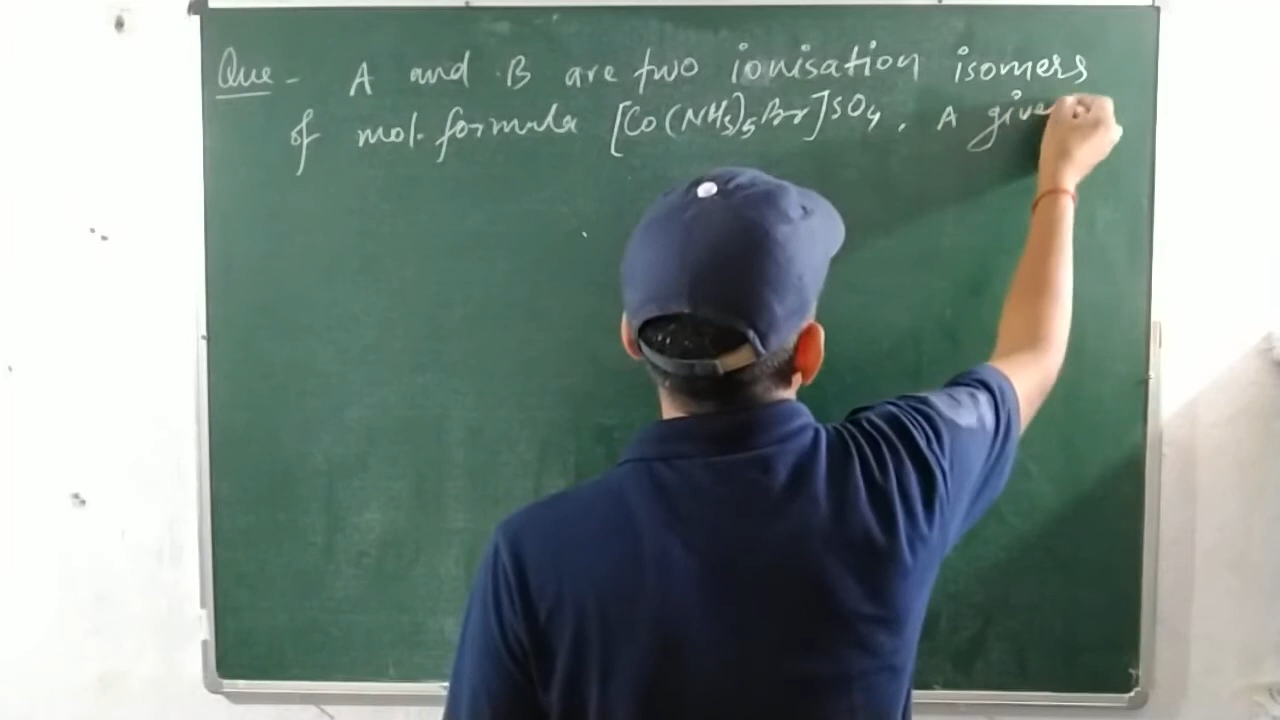 Que - A and B are two ionisation isomers
of mol. formula [Co(NH₃)₅Br]SO₄. A give